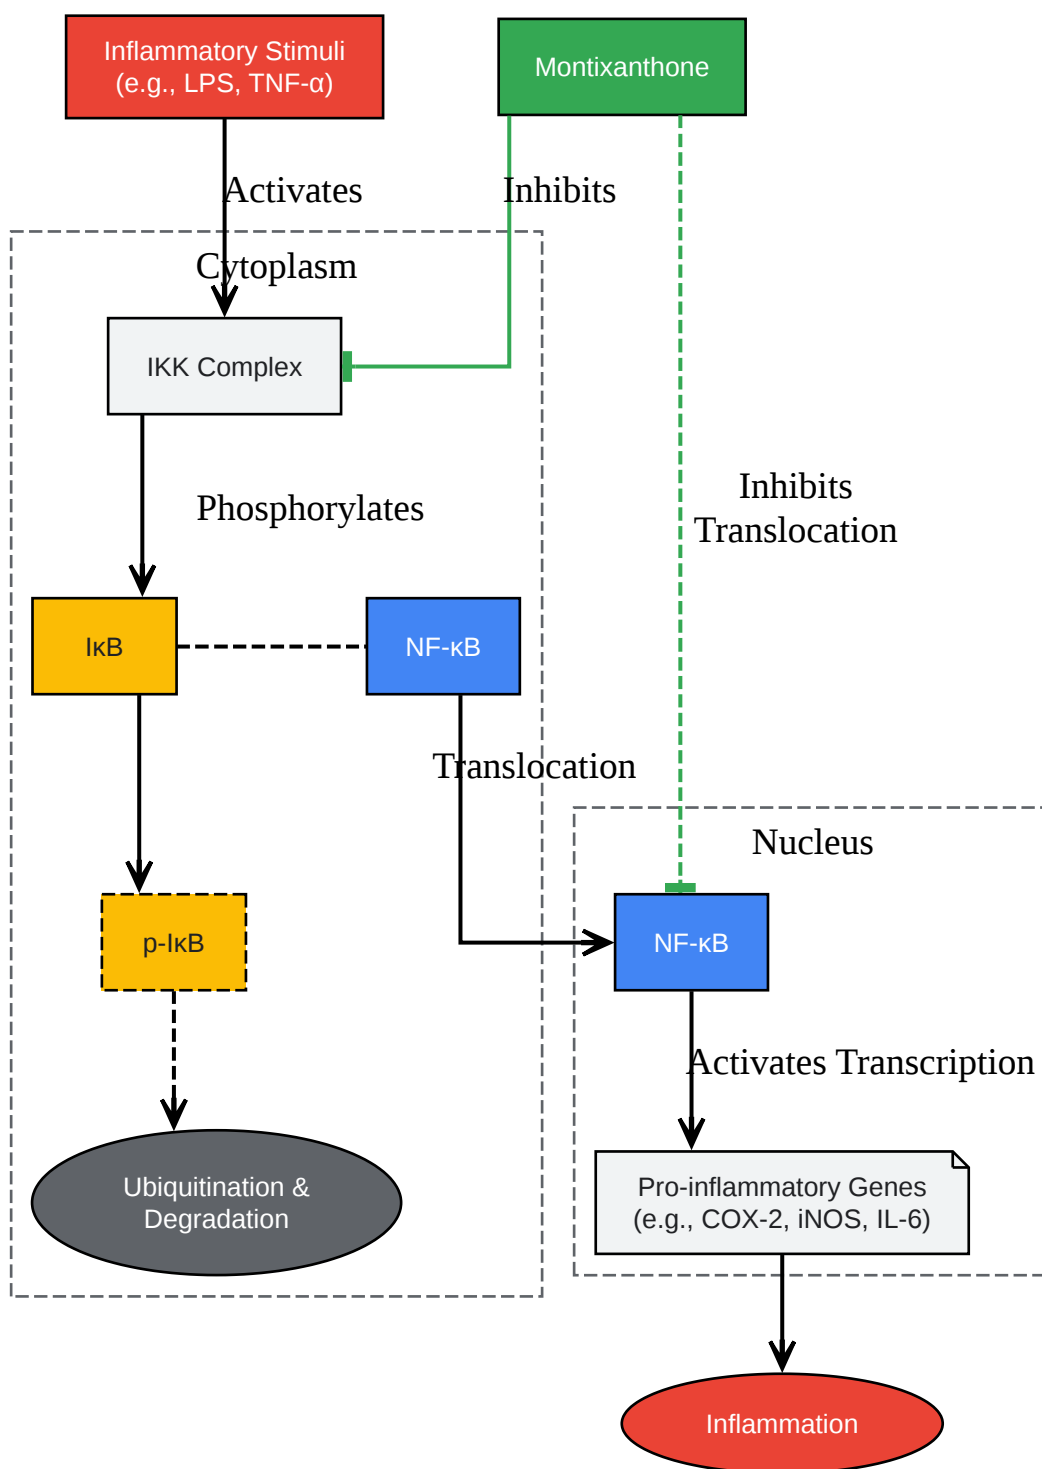 Inflammatory Stimuli
(e.g., LPS, TNF-α)
Montixanthone
Activates
Inhibits
Cytoplasm
IKK Complex
Phosphorylates
Inhibits
Translocation
IκB
NF-κB
Translocation
Nucleus
p-IκB
NF-κB
Activates Transcription
Ubiquitination &
Degradation
Pro-inflammatory Genes
(e.g., COX-2, iNOS, IL-6)
Inflammation